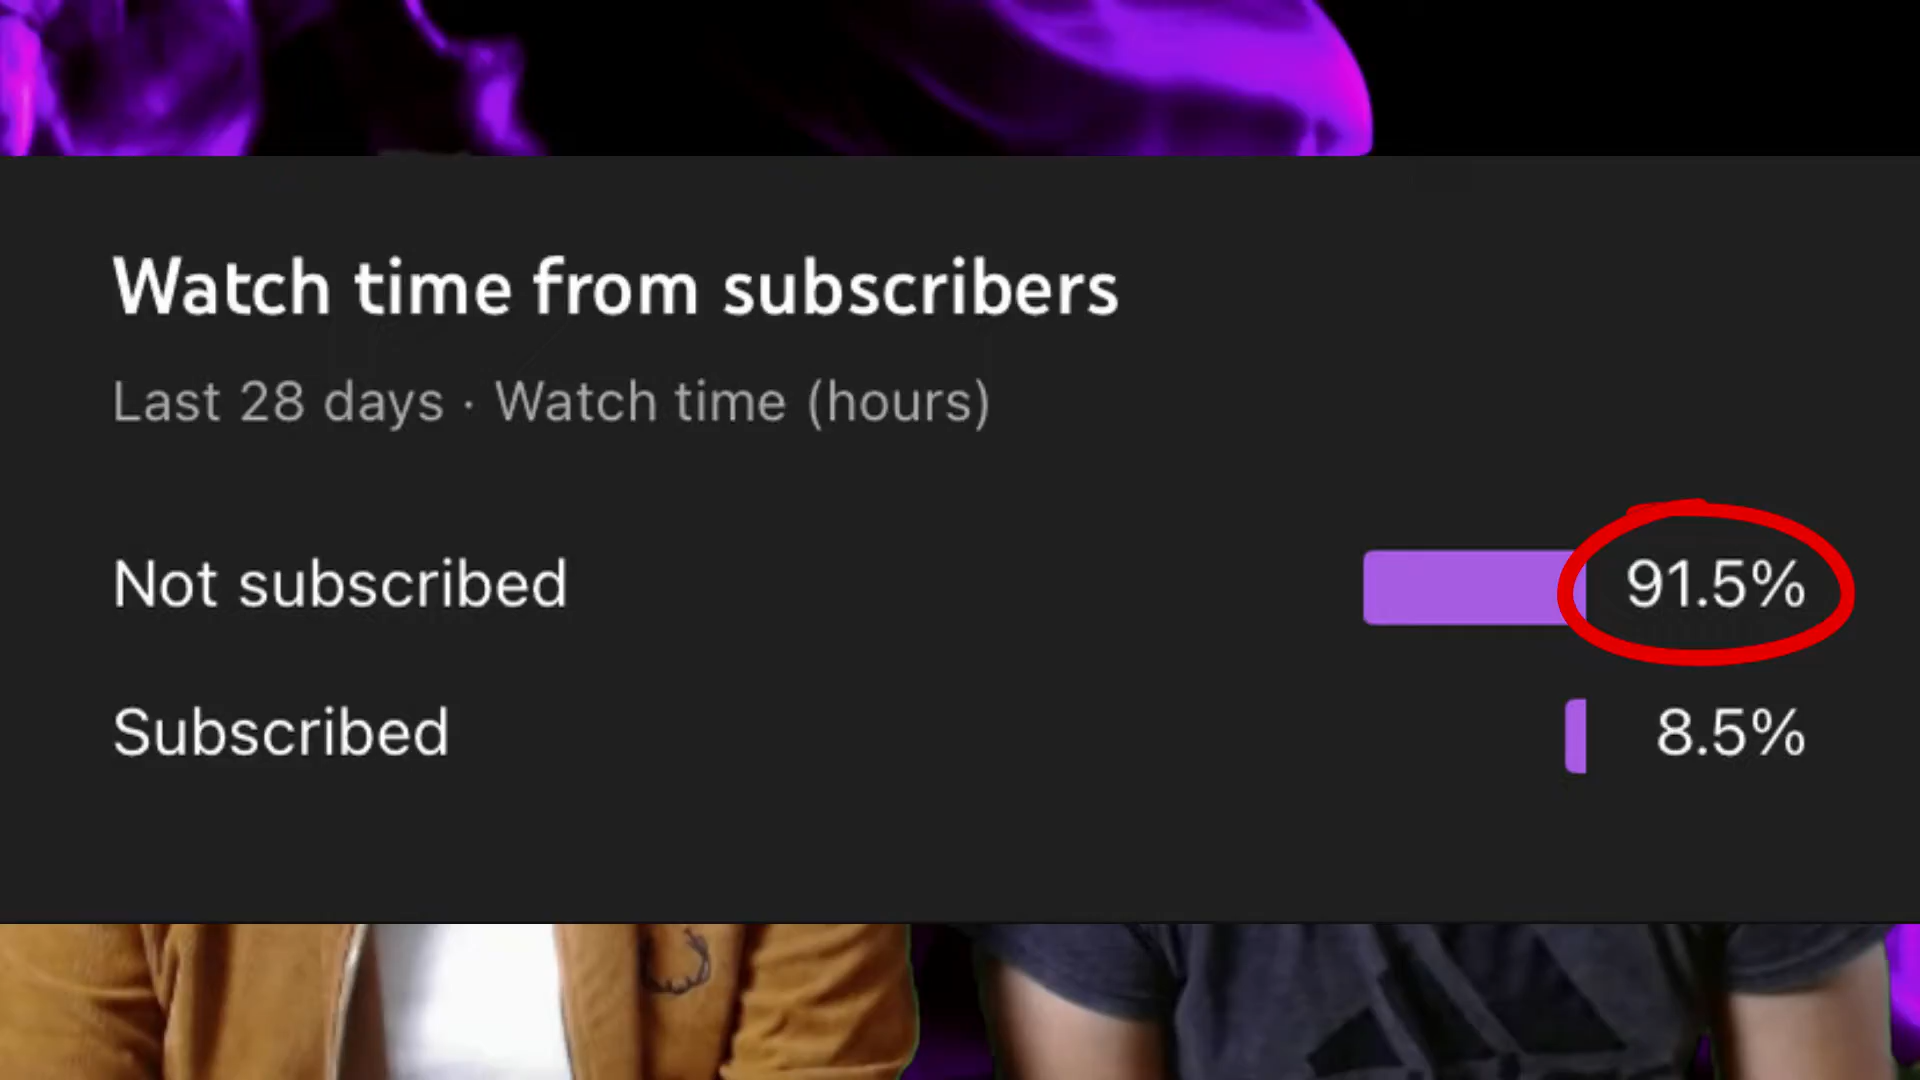 Watch time from subscribers
Last 28 days · Watch time (hours)
Not subscribed 91.5%
Subscribed 8.5%